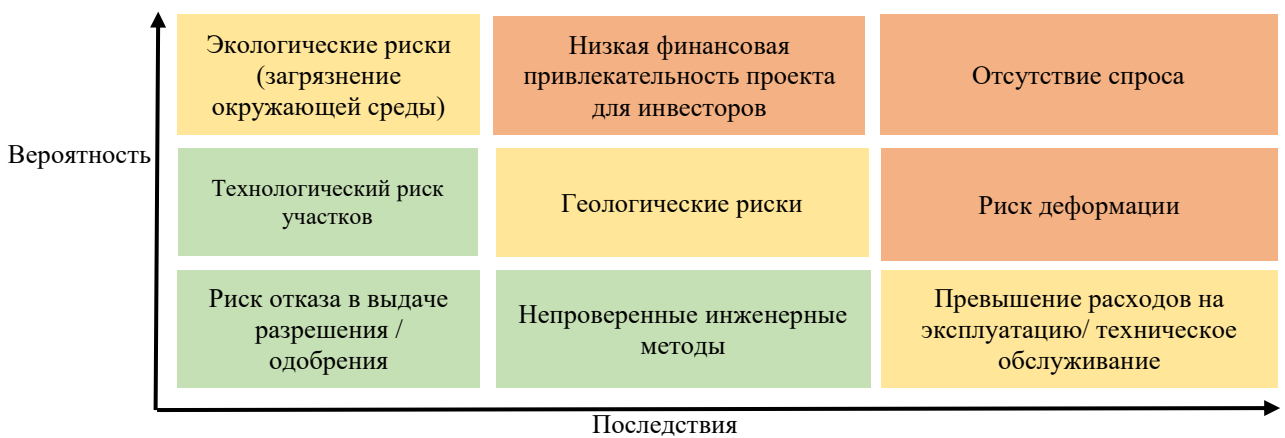 Экологические риски
(загрязнение
окружающей среды)
Низкая финансовая
привлекательность проекта
для инвесторов
Отсутствие спроса
Вероятность
Технологический риск
участков
Геологические риски
Риск деформации
Риск отказа в выдаче
разрешения /
одобрения
Непроверенные инженерные
методы
Превышение расходов на
эксплуатацию/ техническое
обслуживание
Последствия